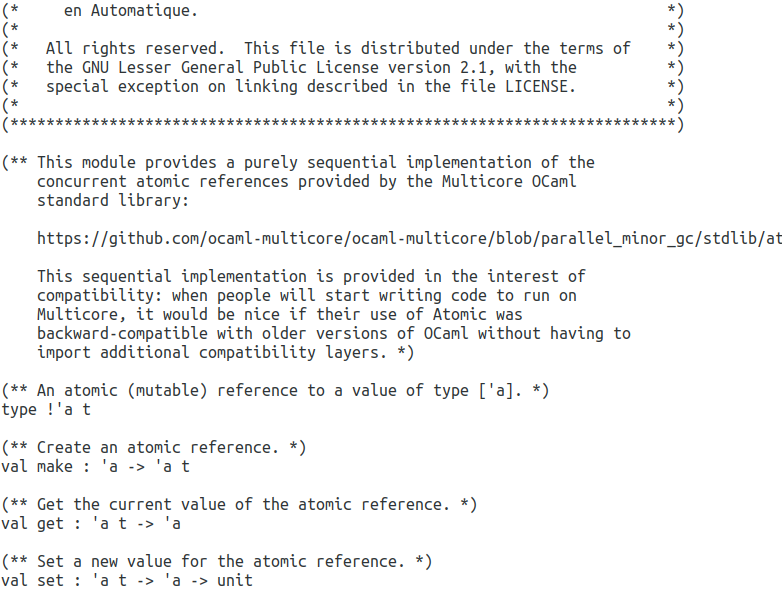 (*     en Automatique.                                                    *)
(*                                                                        *)
(*   All rights reserved.  This file is distributed under the terms of    *)
(*   the GNU Lesser General Public License version 2.1, with the          *)
(*   special exception on linking described in the file LICENSE.          *)
(*                                                                        *)
(**************************************************************************)

(** This module provides a purely sequential implementation of the
    concurrent atomic references provided by the Multicore OCaml
    standard library:

    https://github.com/ocaml-multicore/ocaml-multicore/blob/parallel_minor_gc/stdlib/at

    This sequential implementation is provided in the interest of
    compatibility: when people will start writing code to run on
    Multicore, it would be nice if their use of Atomic was
    backward-compatible with older versions of OCaml without having to
    import additional compatibility layers. *)

(** An atomic (mutable) reference to a value of type ['a]. *)
type !'a t

(** Create an atomic reference. *)
val make : 'a -> 'a t

(** Get the current value of the atomic reference. *)
val get : 'a t -> 'a

(** Set a new value for the atomic reference. *)
val set : 'a t -> 'a -> unit